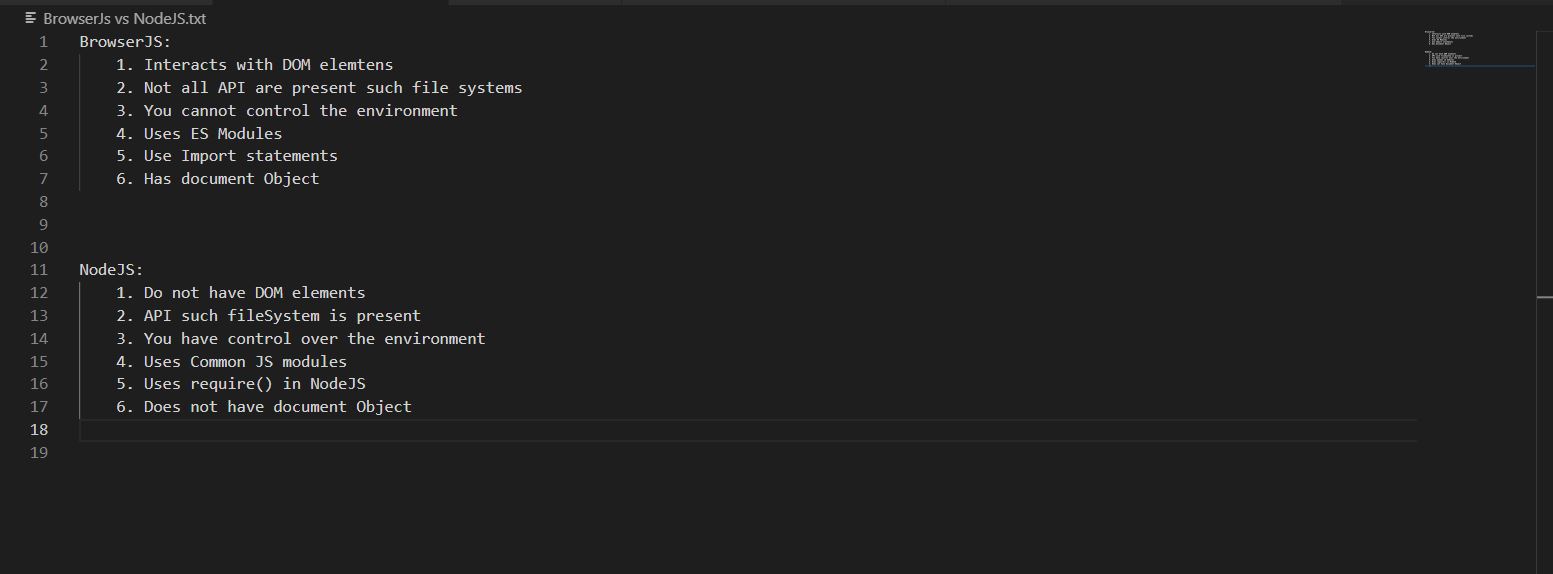 BrowserJs vs NodeJS.txt
1 BrowserJS:
2 1. Interacts with DOM elemtens
3 2. Not all API are present such file systems
4 3. You cannot control the environment
5 4. Uses ES Modules
6 5. Use Import statements
7 6. Has document Object
8
9
10
11 NodeJS:
12 1. Do not have DOM elements
13 2. API such fileSystem is present
14 3. You have control over the environment
15 4. Uses Common JS modules
16 5. Uses require() in NodeJS
17 6. Does not have document Object
18
19